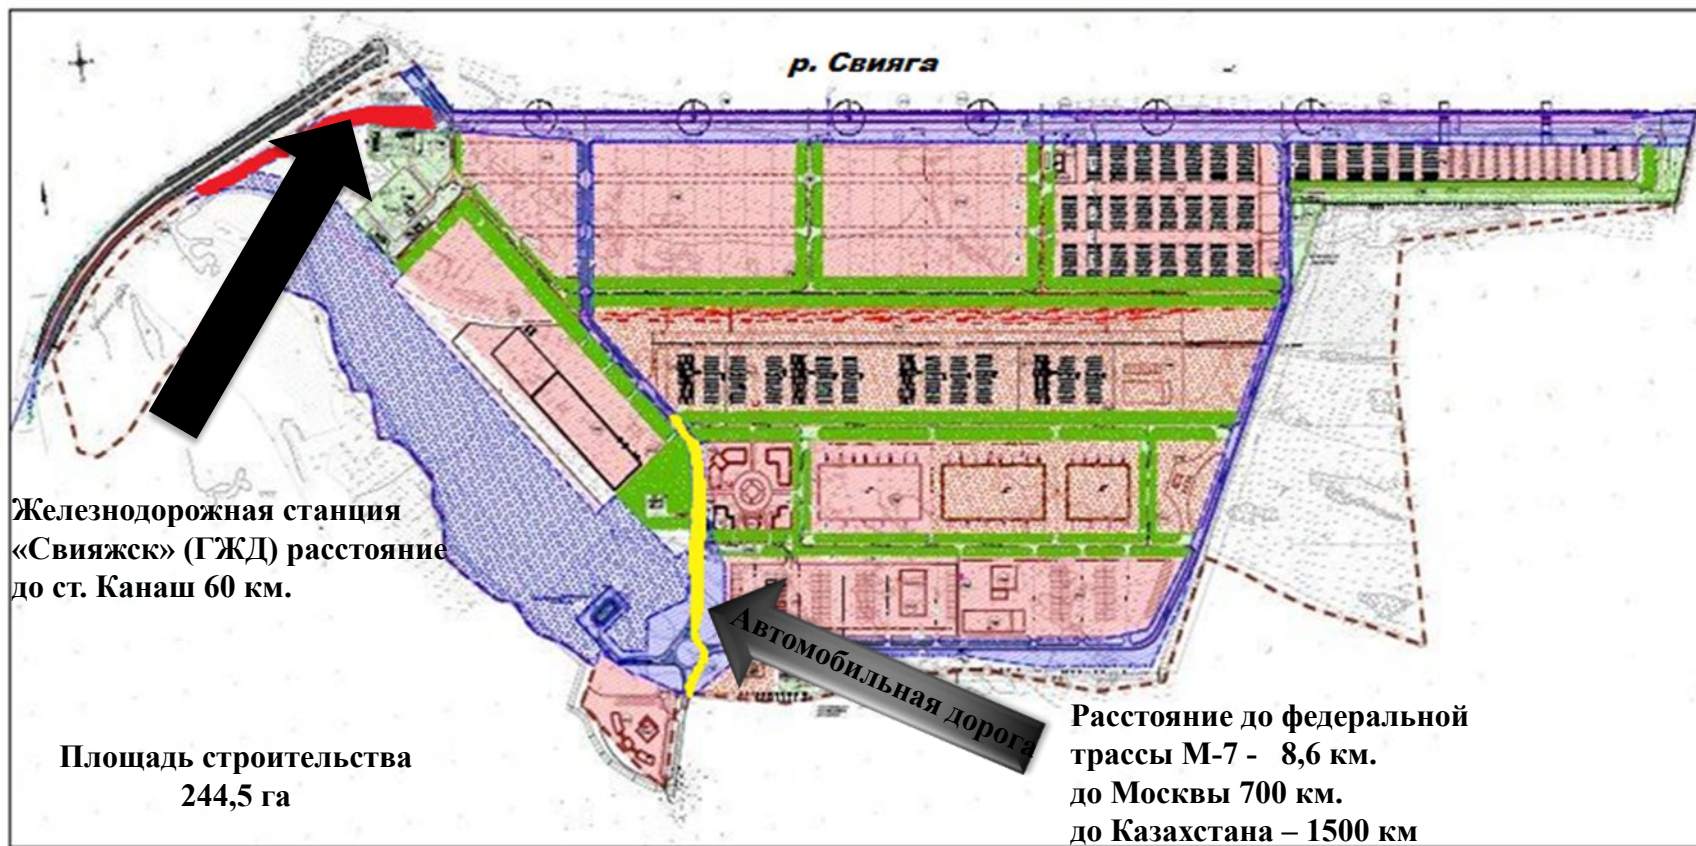 р. Свияга
Железнодорожная станция
«Свияжск» (ГЖД) расстояние
до ст. Канаш 60 км.
Автомобильная дорога
Площадь строительства
244,5 га
Расстояние до федеральной
трассы М-7 - 8,6 км.
до Москвы 700 км.
до Казахстана – 1500 км